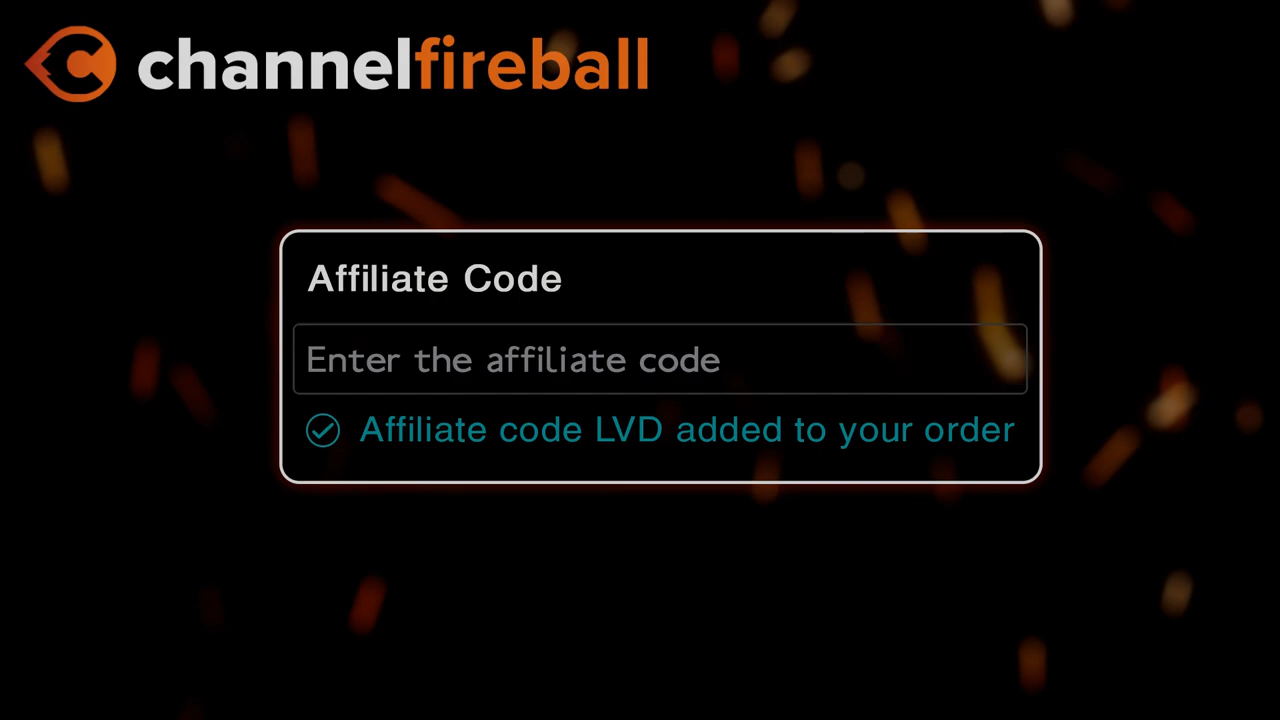 channelfireball
Affiliate Code
Enter the affiliate code
Affiliate code LVD added to your order